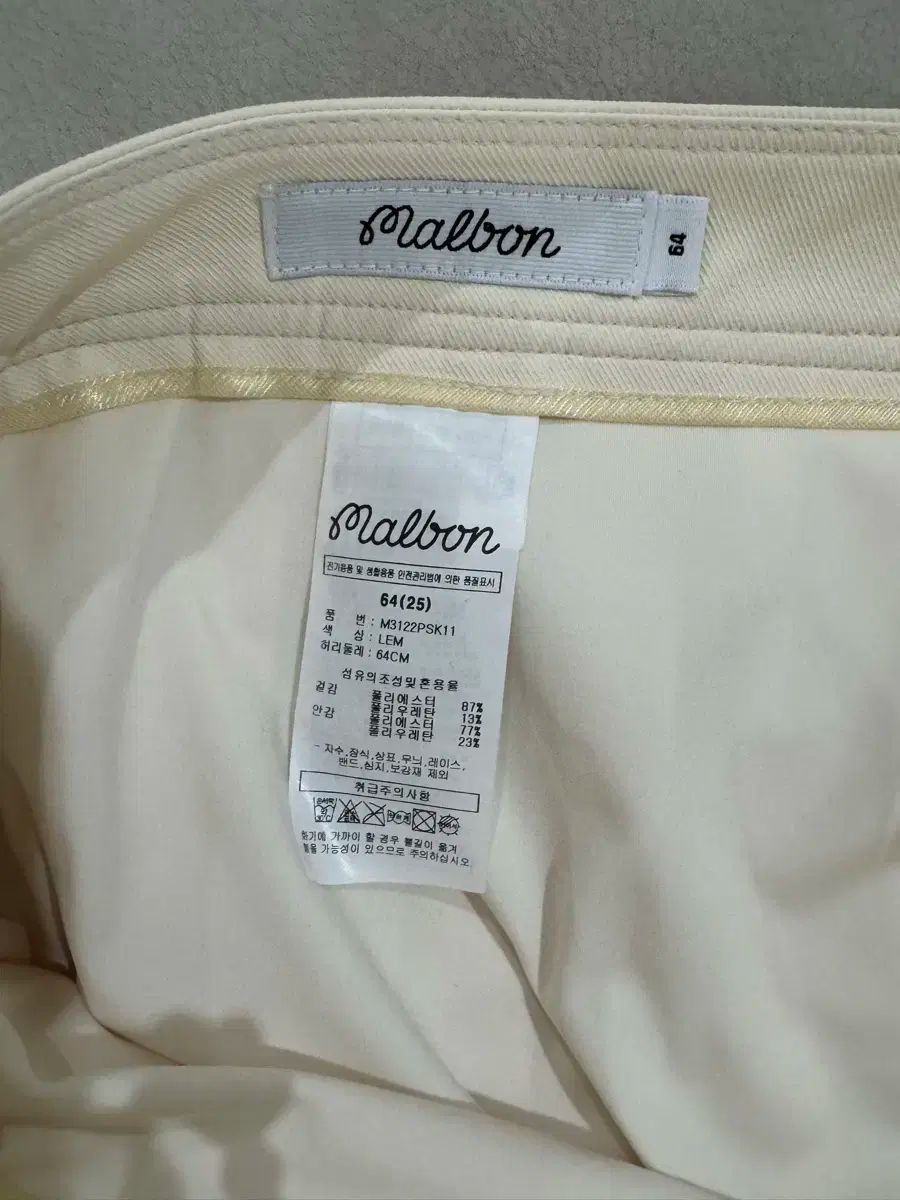 Malbon
64
Malbon
전기용품 및 생활용품 안전관리법에 의한 품질표시
64(25)
품 번 : M3122PSK11
색 상 : LEM
허리둘레 : 64CM
섬유의조성및혼용율
겉감 폴리에스터 87%
폴리우레탄 13%
안감 폴리에스터 77%
폴리우레탄 23%
- 자수,장식,상표,무늬,레이스,
밴드,심지,보강재 제외
취급주의사항
화기에 가까이 할 경우 불길이 옮겨
붙을 가능성이 있으므로 주의하십시오